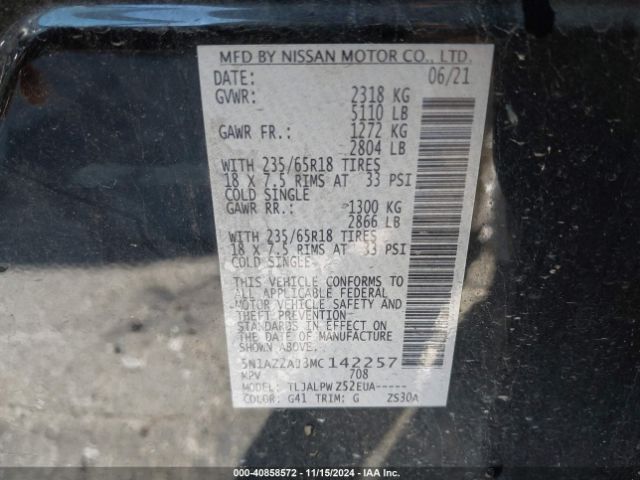 MFD BY NISSAN MOTOR CO., LTD.
DATE: 06/21
GVWR: 2318 KG
5110 LB
GAWR FR.: 1272 KG
2804 LB
WITH 235/65R18 TIRES
18 X 7.5 RIMS AT 33 PSI
COLD SINGLE
GAWR RR.: 1300 KG
2866 LB
WITH 235/65R18 TIRES
18 X 7.5 RIMS AT 33 PSI
COLD SINGLE
THIS VEHICLE CONFORMS TO
ALL APPLICABLE FEDERAL
MOTOR VEHICLE SAFETY AND
THEFT PREVENTION
STANDARDS IN EFFECT ON
THE DATE OF MANUFACTURE
SHOWN ABOVE.
142257
MPV 708
MODEL: TLJALPW Z52EUA-----
COLOR: G41 TRIM: G ZS30A
000-40858572 - 11/15/2024 - IAA Inc.